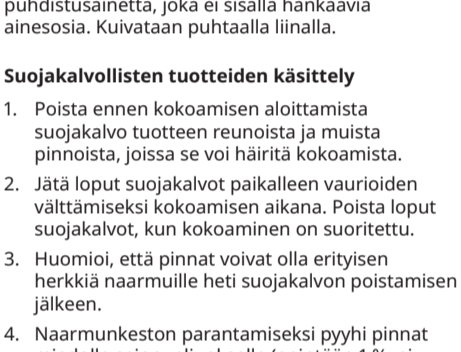 puhdistusainetta, joka ei sisällä hankaavia
ainesosia. Kuivataan puhtaalla liinalla.
Suojakalvollisten tuotteiden käsittely
1. Poista ennen kokoamisen aloittamista
suojakalvo tuotteen reunoista ja muista
pinnoista, joissa se voi häiritä kokoamista.
2. Jätä loput suojakalvot paikalleen vaurioiden
välttämiseksi kokoamisen aikana. Poista loput
suojakalvot, kun kokoaminen on suoritettu.
3. Huomioi, että pinnat voivat olla erityisen
herkkiä naarmuille heti suojakalvon poistamisen
jälkeen.
4. Naarmunkeston parantamiseksi pyyhi pinnat